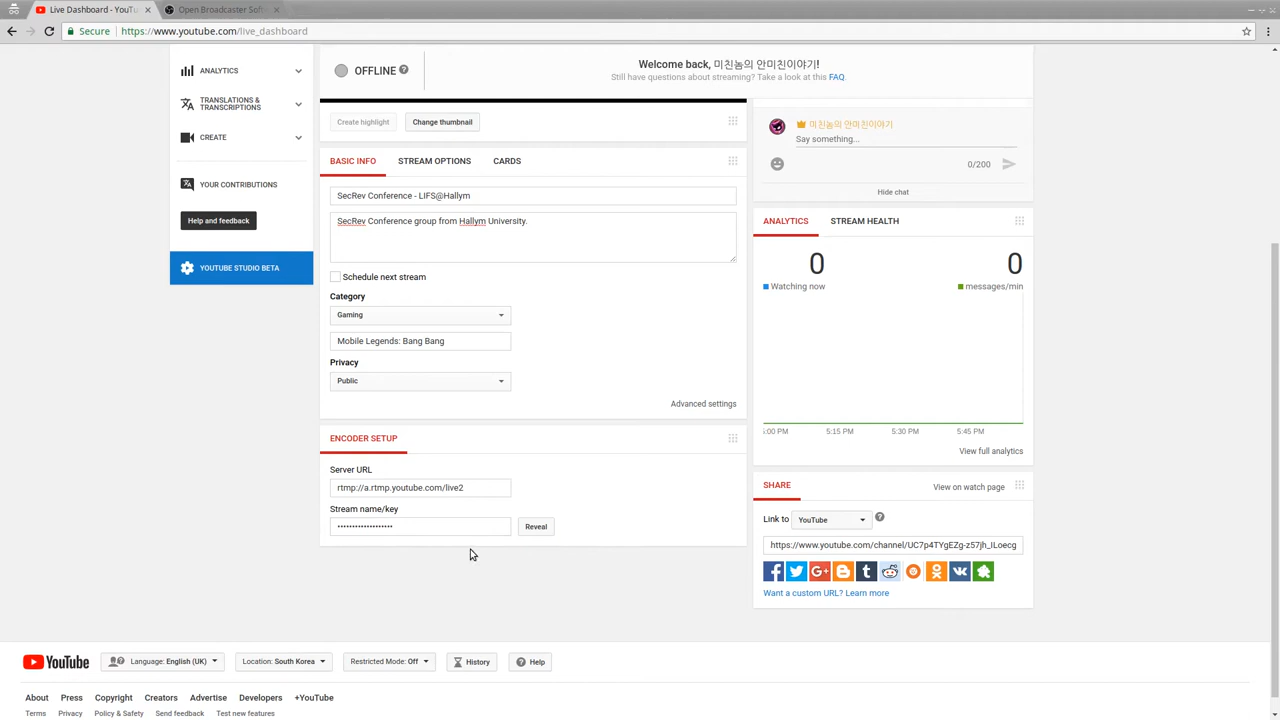 Live Dashboard - YouTu
Open Broadcaster Soft
Secure
https://www.youtube.com/live_dashboard
ANALYTICS
TRANSLATIONS &
TRANSCRIPTIONS
CREATE
YOUR CONTRIBUTIONS
Help and feedback
YOUTUBE STUDIO BETA
OFFLINE
Welcome back, 미친놈의 안미친이야기!
Still have questions about streaming? Take a look at this FAQ.
Create highlight
Change thumbnail
BASIC INFO
STREAM OPTIONS
CARDS
SecRev Conference - LIFS@Hallym
SecRev Conference group from Hallym University.
Schedule next stream
Category
Gaming
Mobile Legends: Bang Bang
Privacy
Public
Advanced settings
ENCODER SETUP
Server URL
rtmp://a.rtmp.youtube.com/live2
Stream name/key
•••••••••••••••••••
Reveal
미친놈의 안미친이야기
Say something...
0/200
Hide chat
ANALYTICS
STREAM HEALTH
0
0
Watching now
messages/min
5:00 PM
5:15 PM
5:30 PM
5:45 PM
View full analytics
SHARE
View on watch page
Link to
YouTube
https://www.youtube.com/channel/UC7p4TYgEZg-z57jh_ILoecg
Want a custom URL? Learn more
YouTube
Language: English (UK)
Location: South Korea
Restricted Mode: Off
History
Help
About
Press
Copyright
Creators
Advertise
Developers
+YouTube
Terms
Privacy
Policy & Safety
Send feedback
Test new features